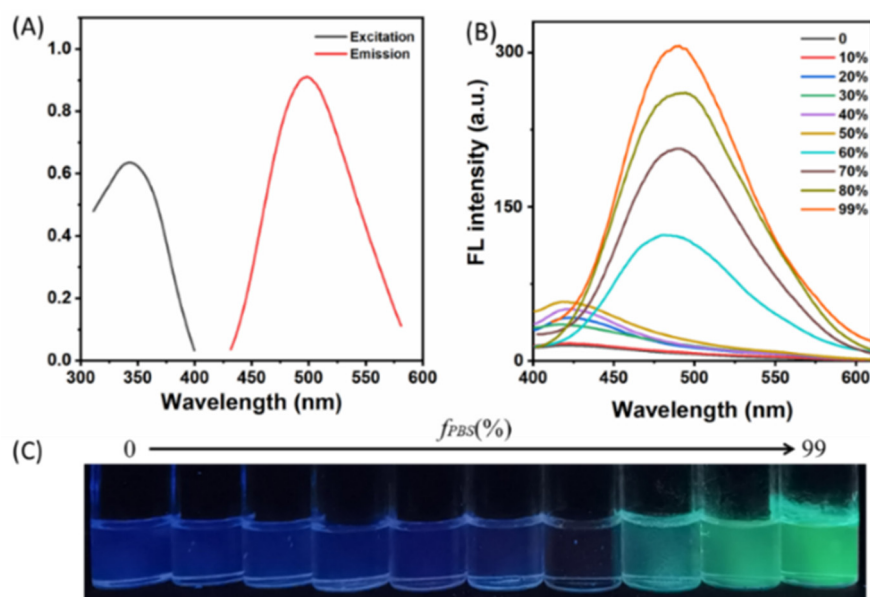 (A)
Excitation
Emission
1.0
0.8
0.6
0.4
0.2
0.0
300 350 400 450 500 550 600
Wavelength (nm)
(B)
0
10%
20%
30%
40%
50%
60%
70%
80%
99%
FL intensity (a.u.)
300
150
0
400 450 500 550 600
Wavelength (nm)
fPBS(%)
(C)
0
99